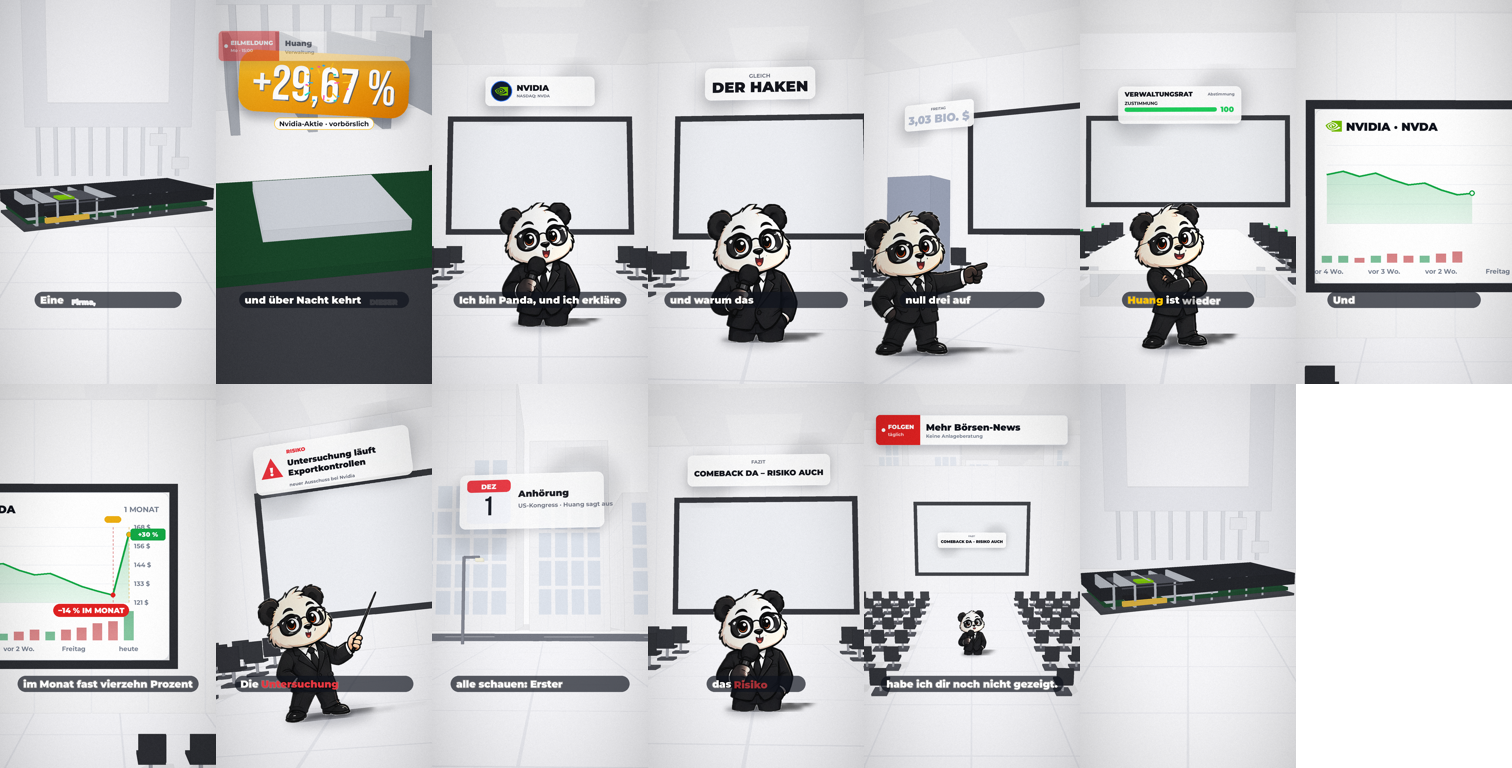 Eine Firma,
EILMELDUNG
Huang
+29,67 %
Nvidia-Aktie · vorbörslich
und über Nacht kehrt
NVIDIA
NASDAQ: NVDA
Ich bin Panda, und ich erkläre
GLEICH
DER HAKEN
und warum das
FREITAG
3,03 BIO. $
null drei auf
VERWALTUNGSRAT
Abstimmung
ZUSTIMMUNG
100
Huang ist wieder
NVIDIA · NVDA
vor 4 Wo.
vor 3 Wo.
vor 2 Wo.
Freitag
Und
DA
1 MONAT
168 $
+30 %
156 $
144 $
133 $
121 $
−14 % IM MONAT
vor 2 Wo.
Freitag
heute
im Monat fast vierzehn Prozent
RISIKO
Untersuchung läuft
Exportkontrollen
neuer Ausschuss bei Nvidia
Die Untersuchung
DEZ
1
Anhörung
US-Kongress · Huang sagt aus
alle schauen: Erster
FAZIT
COMEBACK DA – RISIKO AUCH
das Risiko
FOLGEN
täglich
Mehr Börsen-News
Keine Anlageberatung
COMEBACK DA – RISIKO AUCH
habe ich dir noch nicht gezeigt.